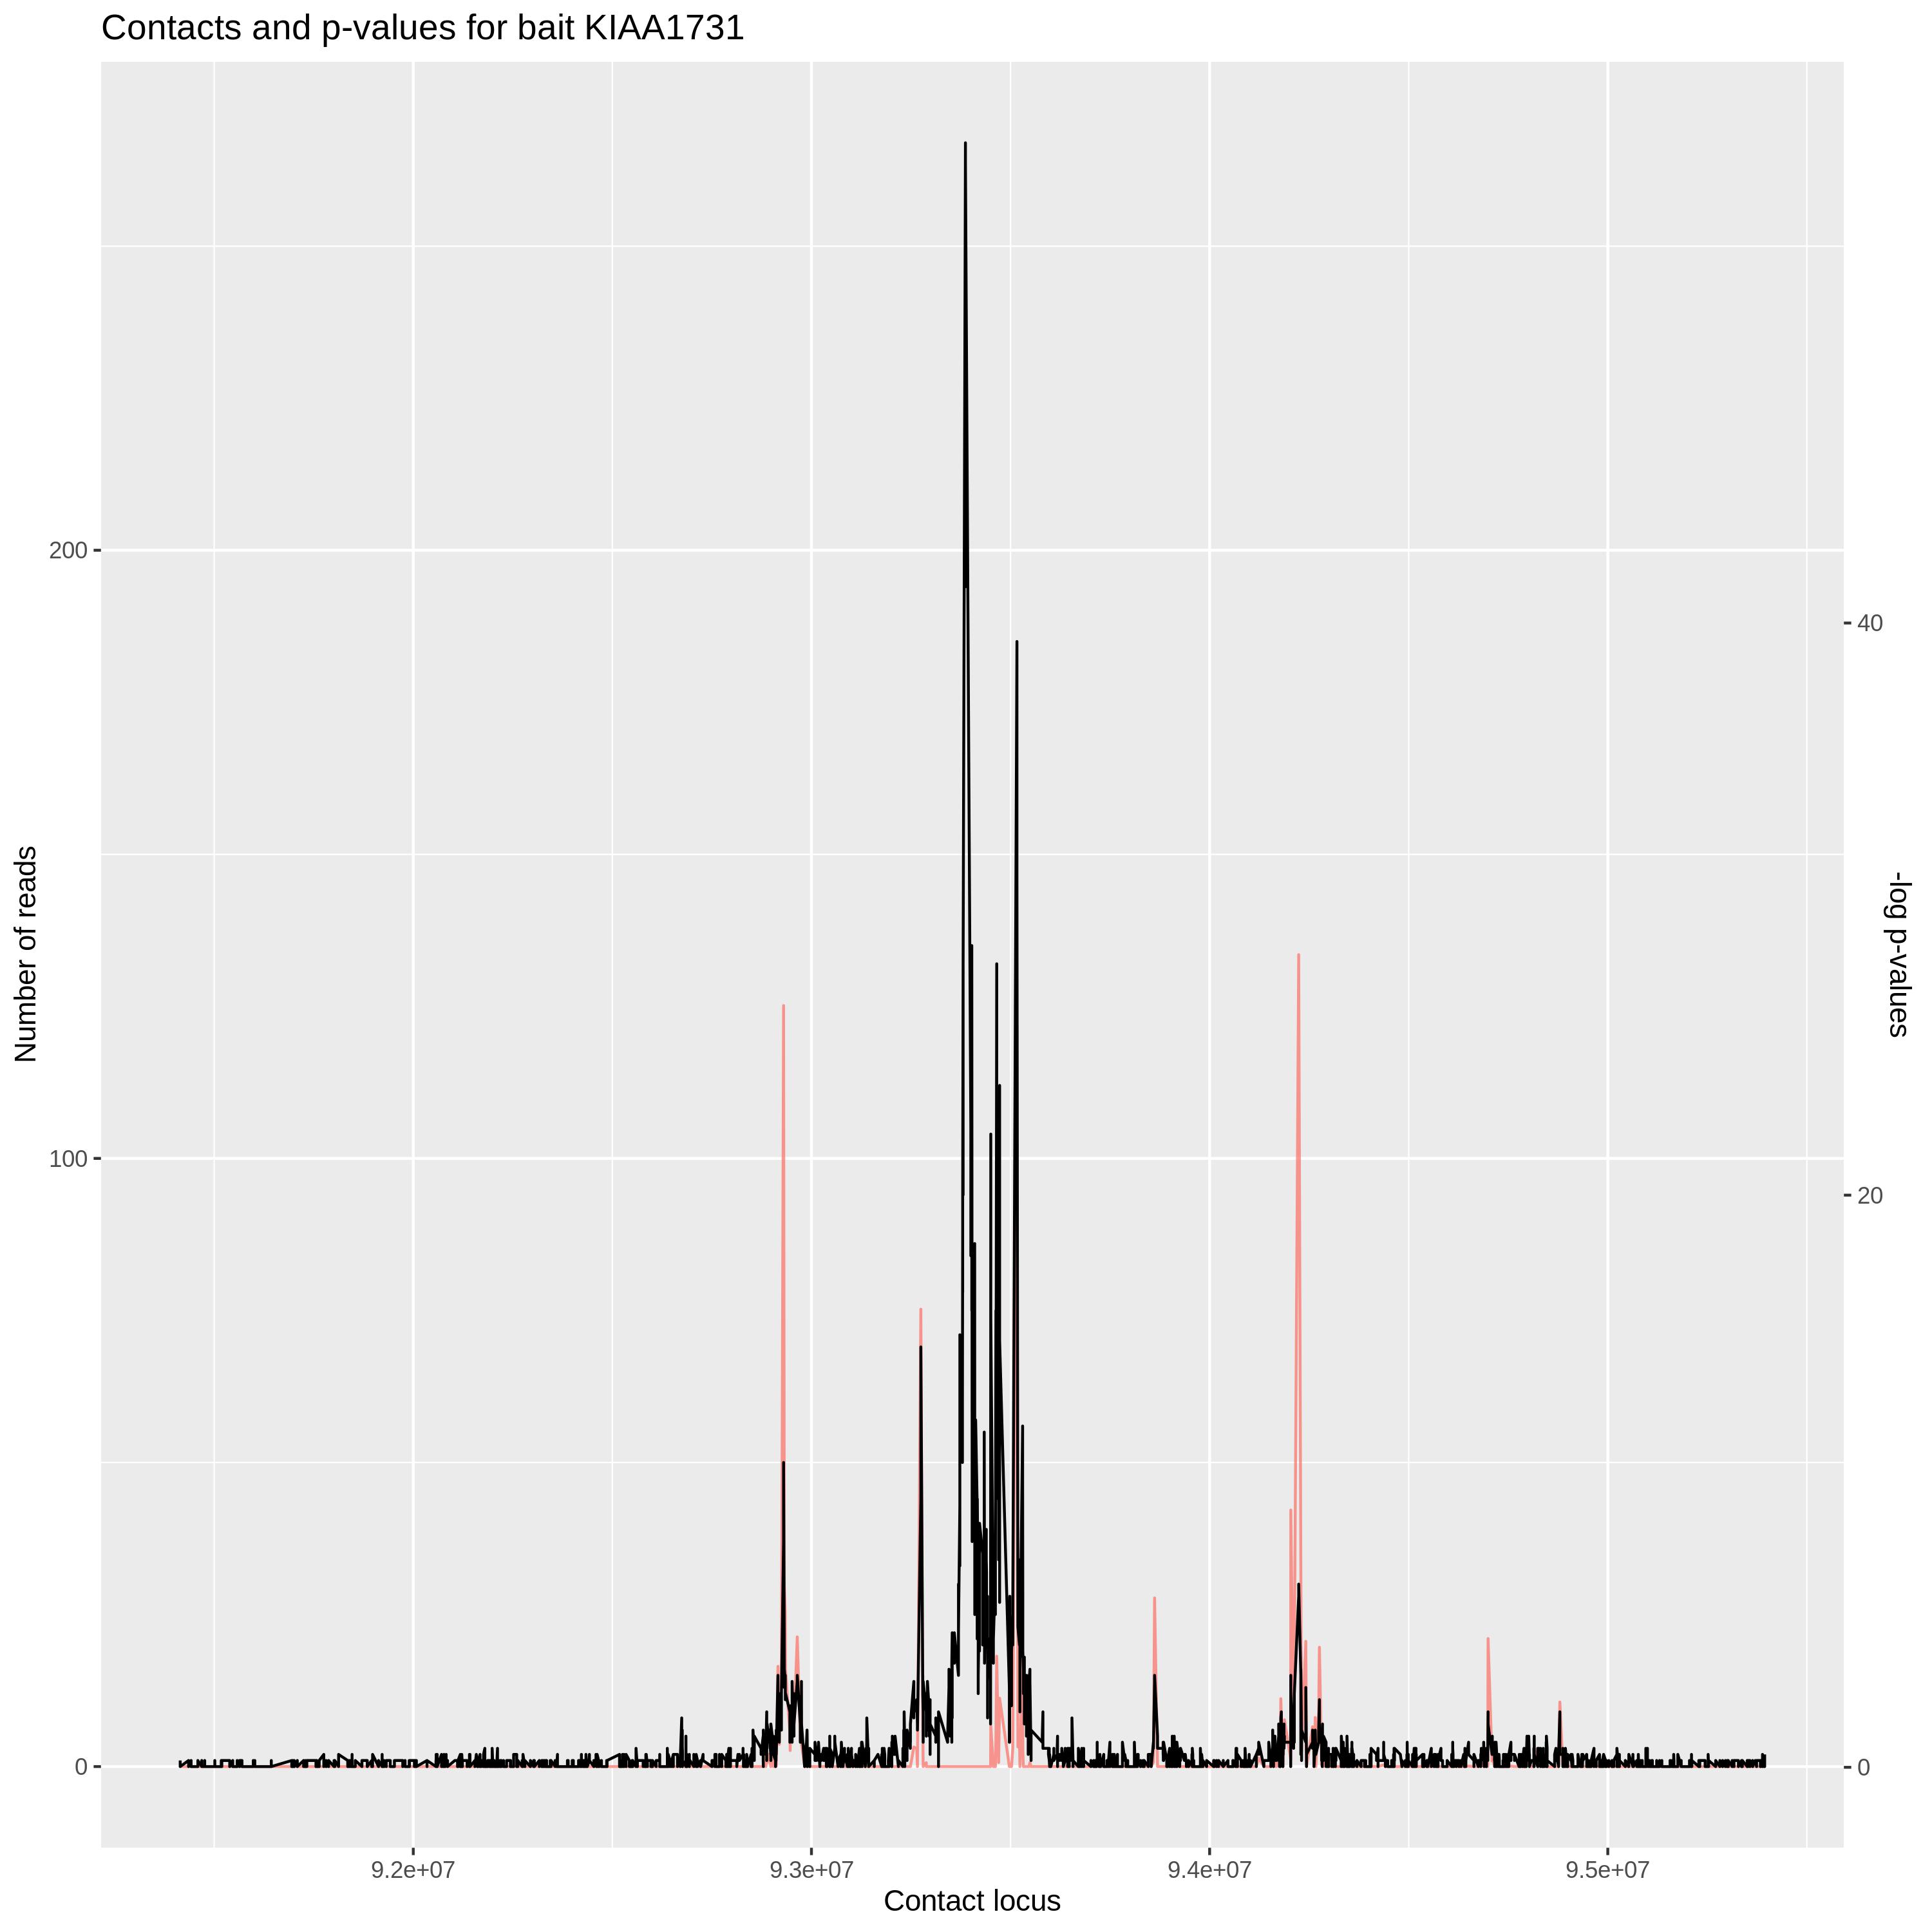 Contacts and p-values for bait KIAA1731
Number of reads
200
100
0
40
20
0
-log p-values
9.2e+07
9.3e+07
9.4e+07
9.5e+07
Contact locus